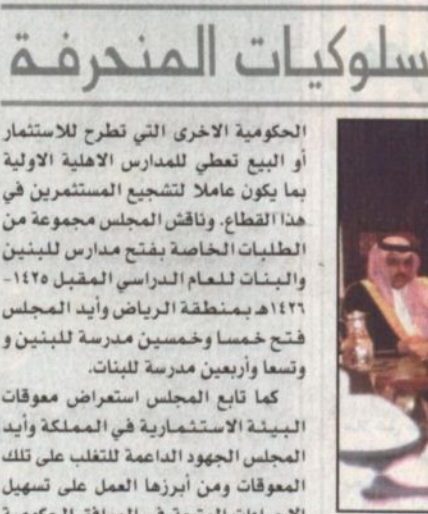 سلوكيات المنحرفة
الحكومية الاخرى التي تطرح للاستثمار
أو البيع تعطي للمدارس الاهلية الاولية
بما يكون عاملا لتشجيع المستثمرين في
هذا القطاع. وناقش المجلس مجموعة من
الطلبات الخاصة بفتح مدارس للبنين
والبنات للعام الدراسي المقبل ١٤٢٥-
١٤٢٦هـ بمنطقة الرياض وأيد المجلس
فتح خمسا وخمسين مدرسة للبنين و
وتسعا وأربعين مدرسة للبنات.
كما تابع المجلس استعراض معوقات
البيئة الاستثمارية في المملكة وأيد
المجلس الجهود الداعمة للتغلب على تلك
المعوقات ومن أبرزها العمل على تسهيل